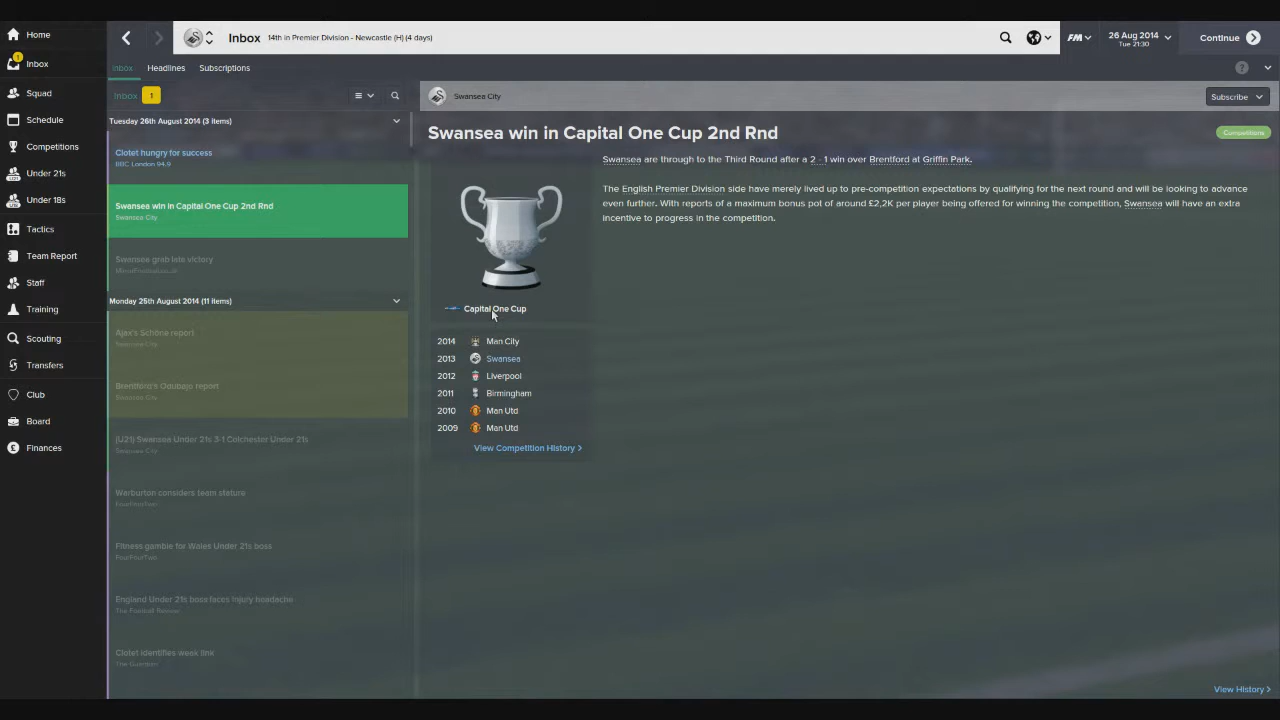 Home
Inbox
1
Squad
Schedule
Competitions
Under 21s
Under 18s
Tactics
Team Report
Staff
Training
Scouting
Transfers
Club
Board
Finances
Inbox 14th in Premier Division - Newcastle (H) (4 days)
FM
26 Aug 2014
Tue 21:30
Continue
Inbox Headlines Subscriptions
Inbox 1
Tuesday 26th August 2014 (3 items)
Clotet hungry for success
BBC London 94.9
Swansea win in Capital One Cup 2nd Rnd
Swansea City
Swansea grab late victory
MirrorFootball.co.uk
Monday 25th August 2014 (11 items)
Ajax's Schöne report
Swansea City
Brentford's Odubajo report
Swansea City
(U21) Swansea Under 21s 3-1 Colchester Under 21s
Swansea City
Warburton considers team stature
FourFourTwo
Fitness gamble for Wales Under 21s boss
FourFourTwo
England Under 21s boss faces injury headache
The Football Review
Clotet identifies weak link
The Guardian
Swansea City
Subscribe
Swansea win in Capital One Cup 2nd Rnd
Competitions
Capital One Cup
2014 Man City
2013 Swansea
2012 Liverpool
2011 Birmingham
2010 Man Utd
2009 Man Utd
View Competition History >
Swansea are through to the Third Round after a 2 - 1 win over Brentford at Griffin Park.
The English Premier Division side have merely lived up to pre-competition expectations by qualifying for the next round and will be looking to advance
even further. With reports of a maximum bonus pot of around £2,2K per player being offered for winning the competition, Swansea will have an extra
incentive to progress in the competition.
View History >